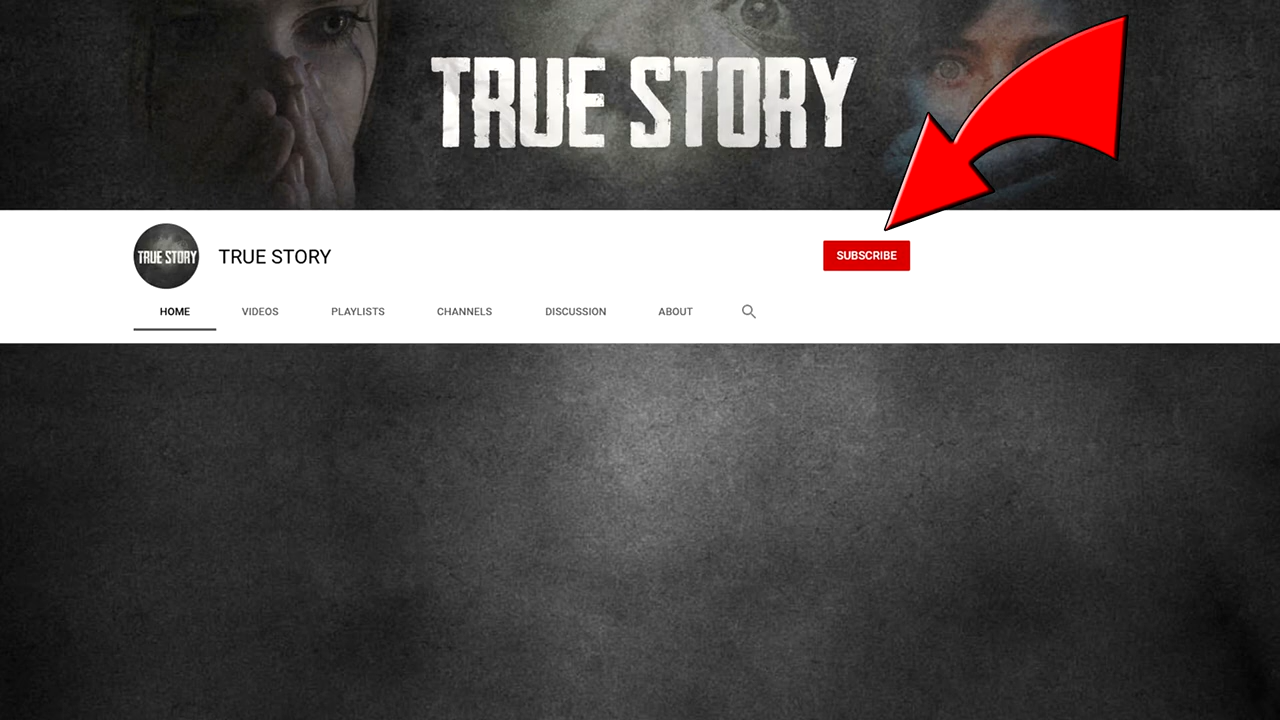 TRUE STORY
TRUE STORY
TRUE STORY
SUBSCRIBE
HOME
VIDEOS
PLAYLISTS
CHANNELS
DISCUSSION
ABOUT